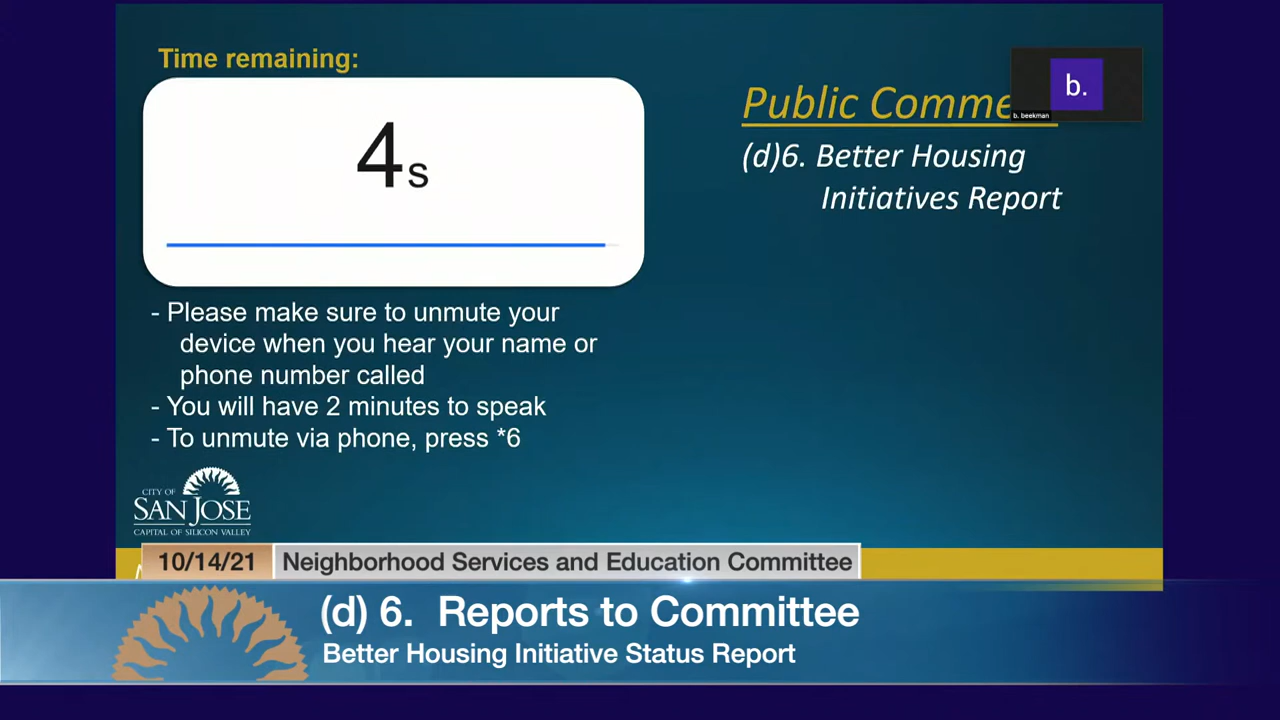 Time remaining:
4s
Public Comme
b.
b. beekman
(d)6. Better Housing
Initiatives Report
- Please make sure to unmute your
device when you hear your name or
phone number called
- You will have 2 minutes to speak
- To unmute via phone, press *6
CITY OF
SAN JOSE
CAPITAL OF SILICON VALLEY
10/14/21
Neighborhood Services and Education Committee
(d) 6. Reports to Committee
Better Housing Initiative Status Report